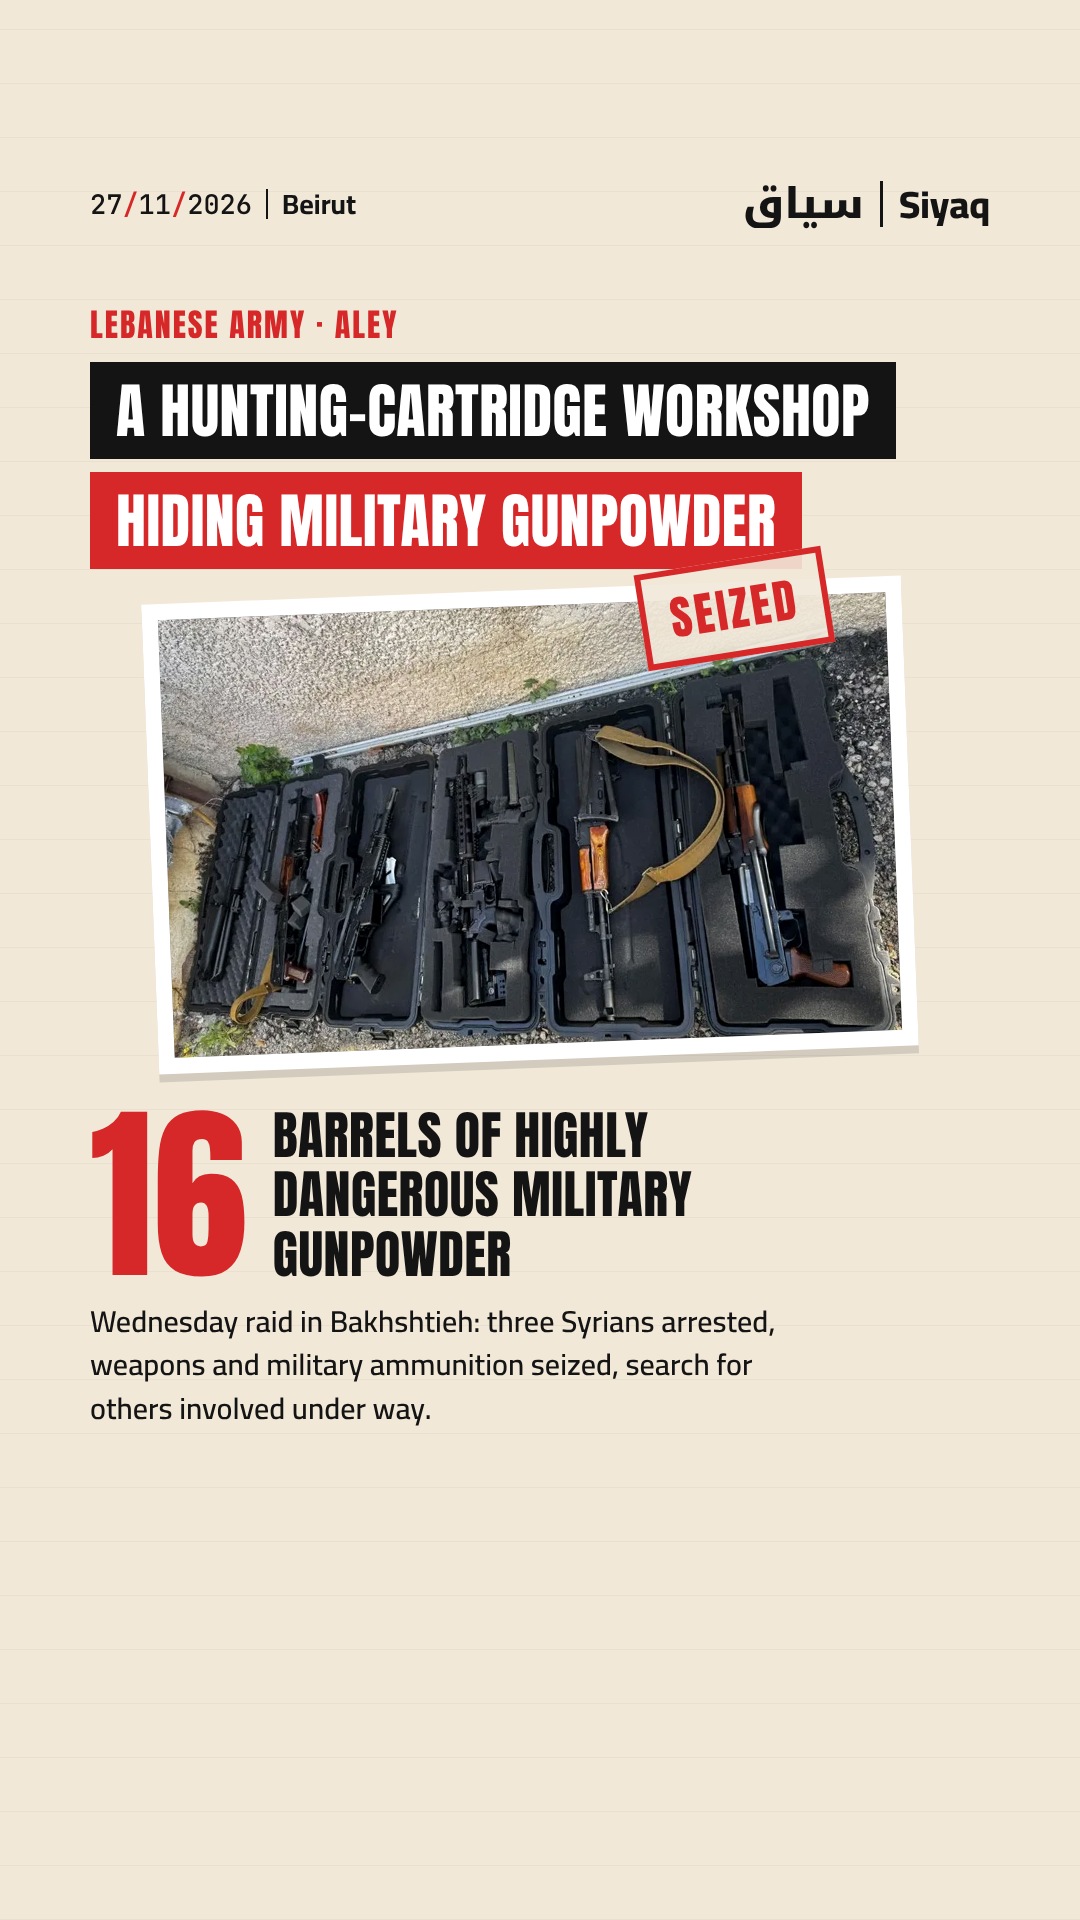 27/11/2026 | Beirut
سياق | Siyaq
LEBANESE ARMY · ALEY
A HUNTING-CARTRIDGE WORKSHOP
HIDING MILITARY GUNPOWDER
SEIZED
16
BARRELS OF HIGHLY
DANGEROUS MILITARY
GUNPOWDER
Wednesday raid in Bakhshtieh: three Syrians arrested,
weapons and military ammunition seized, search for
others involved under way.